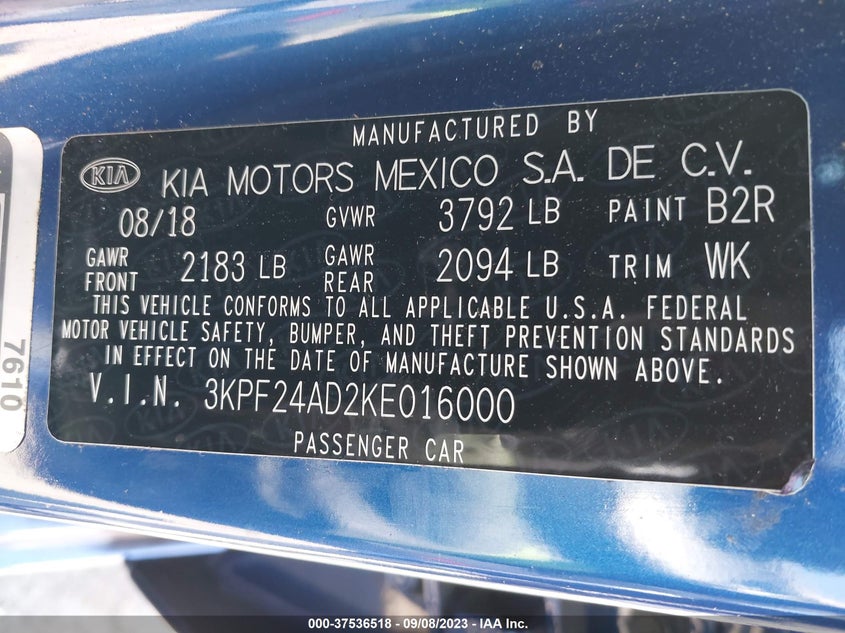 MANUFACTURED BY
KIA KIA MOTORS MEXICO S.A. DE C.V.
08/18 GVWR 3792 LB PAINT B2R
GAWR FRONT 2183 LB GAWR REAR 2094 LB TRIM WK
THIS VEHICLE CONFORMS TO ALL APPLICABLE U.S.A. FEDERAL
MOTOR VEHICLE SAFETY, BUMPER, AND THEFT PREVENTION STANDARDS
IN EFFECT ON THE DATE OF MANUFACTURE SHOWN ABOVE.
V.I.N. 3KPF24AD2KE016000
PASSENGER CAR
7610
000-37536518 - 09/08/2023 - IAA Inc.